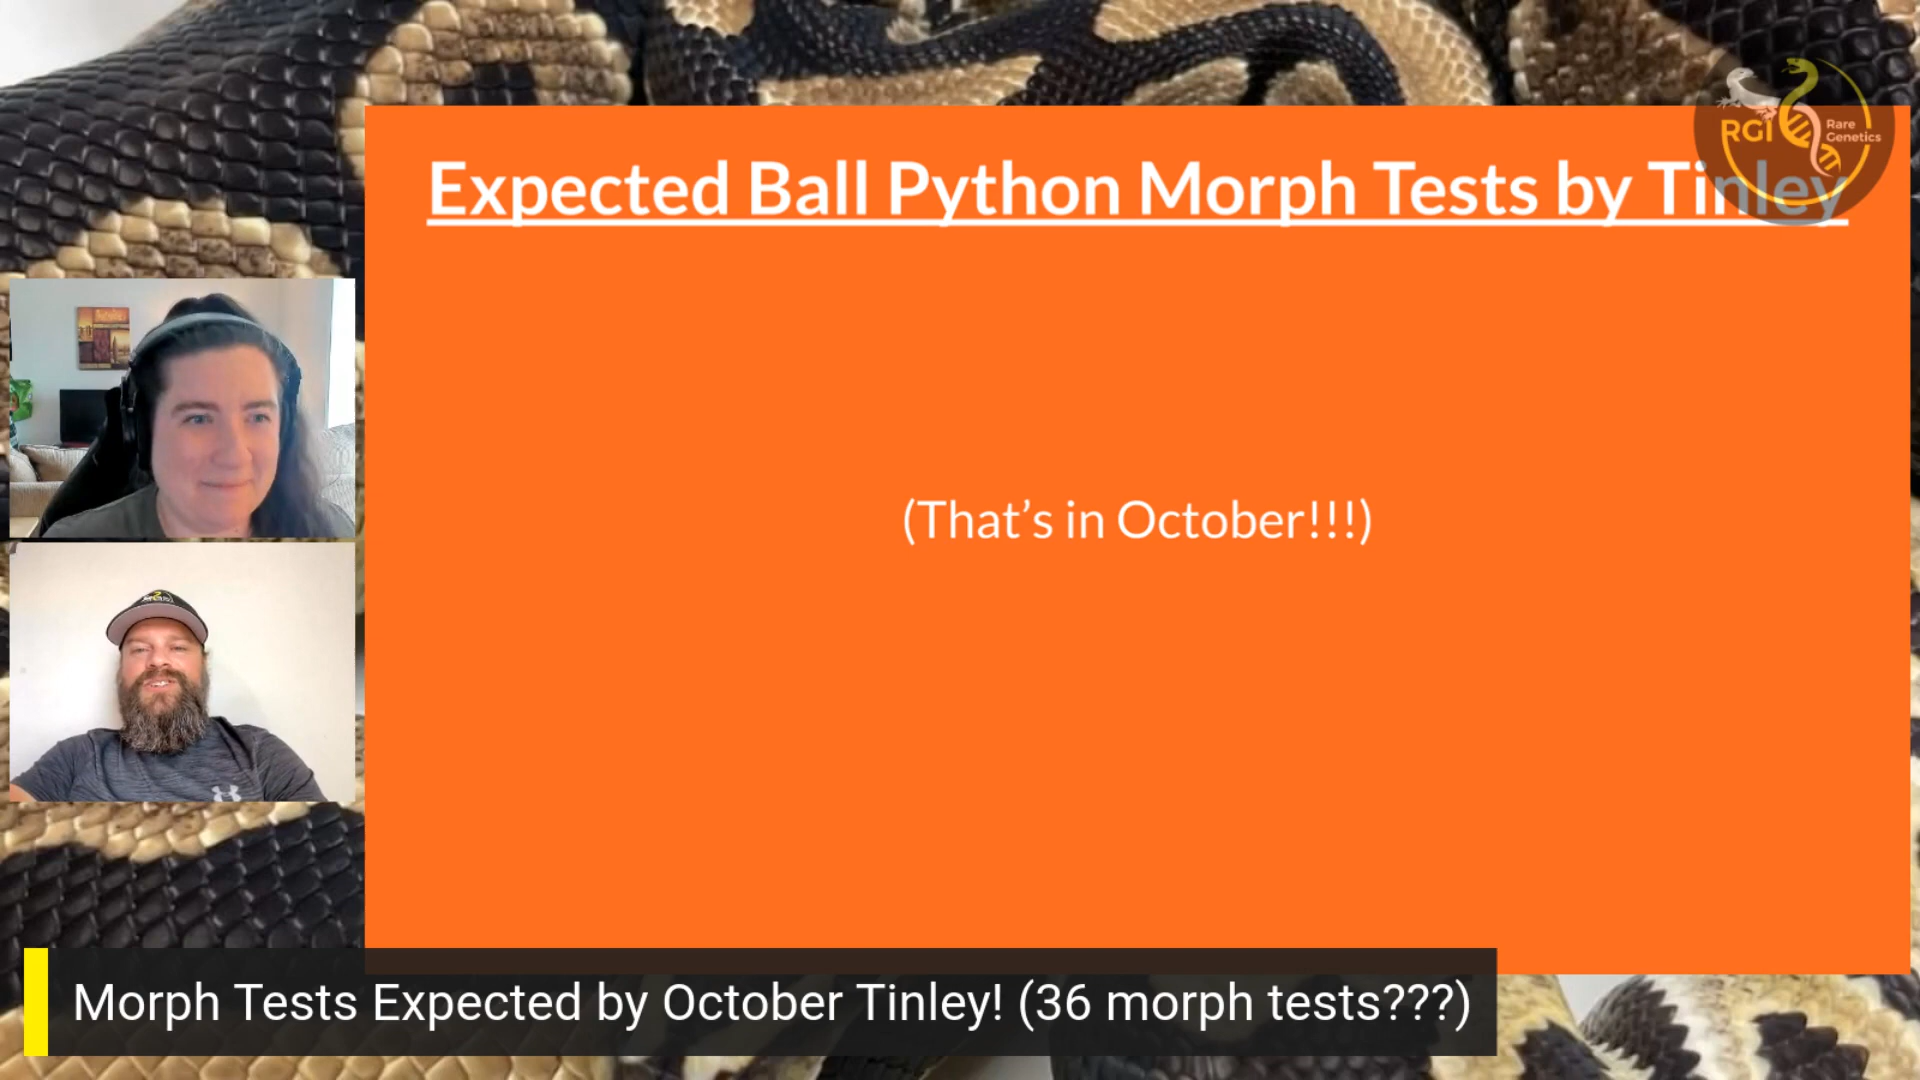 Expected Ball Python Morph Tests by Tinley
RGI
Rare
Genetics
(That’s in October!!!)
Morph Tests Expected by October Tinley! (36 morph tests???)